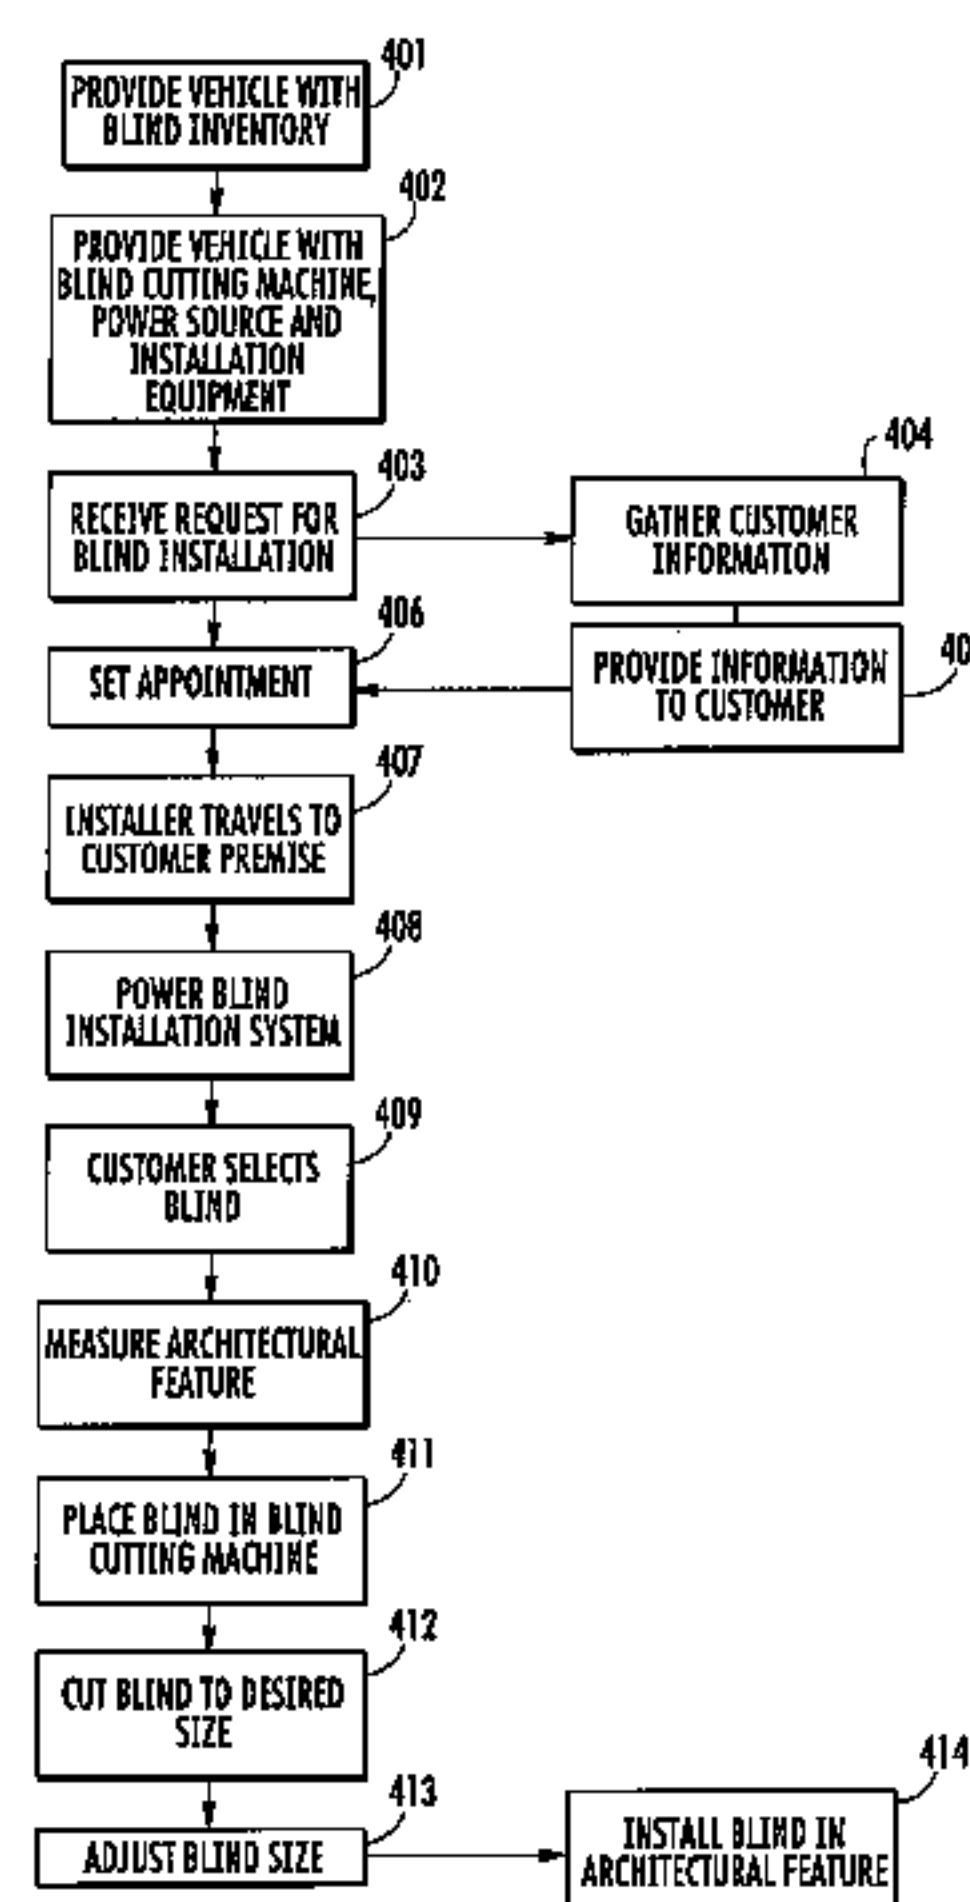 401
PROVIDE VEHICLE WITH
BLIND INVENTORY
402
PROVIDE VEHICLE WITH
BLIND CUTTING MACHINE,
POWER SOURCE AND
INSTALLATION
EQUIPMENT
403
RECEIVE REQUEST FOR
BLIND INSTALLATION
404
GATHER CUSTOMER
INFORMATION
40
PROVIDE INFORMATION
TO CUSTOMER
406
SET APPOINTMENT
407
INSTALLER TRAVELS TO
CUSTOMER PREMISE
408
POWER BLIND
INSTALLATION SYSTEM
409
CUSTOMER SELECTS
BLIND
410
MEASURE ARCHITECTURAL
FEATURE
411
PLACE BLIND IN BLIND
CUTTING MACHINE
412
CUT BLIND TO DESIRED
SIZE
413
ADJUST BLIND SIZE
414
INSTALL BLIND IN
ARCHITECTURAL FEATURE